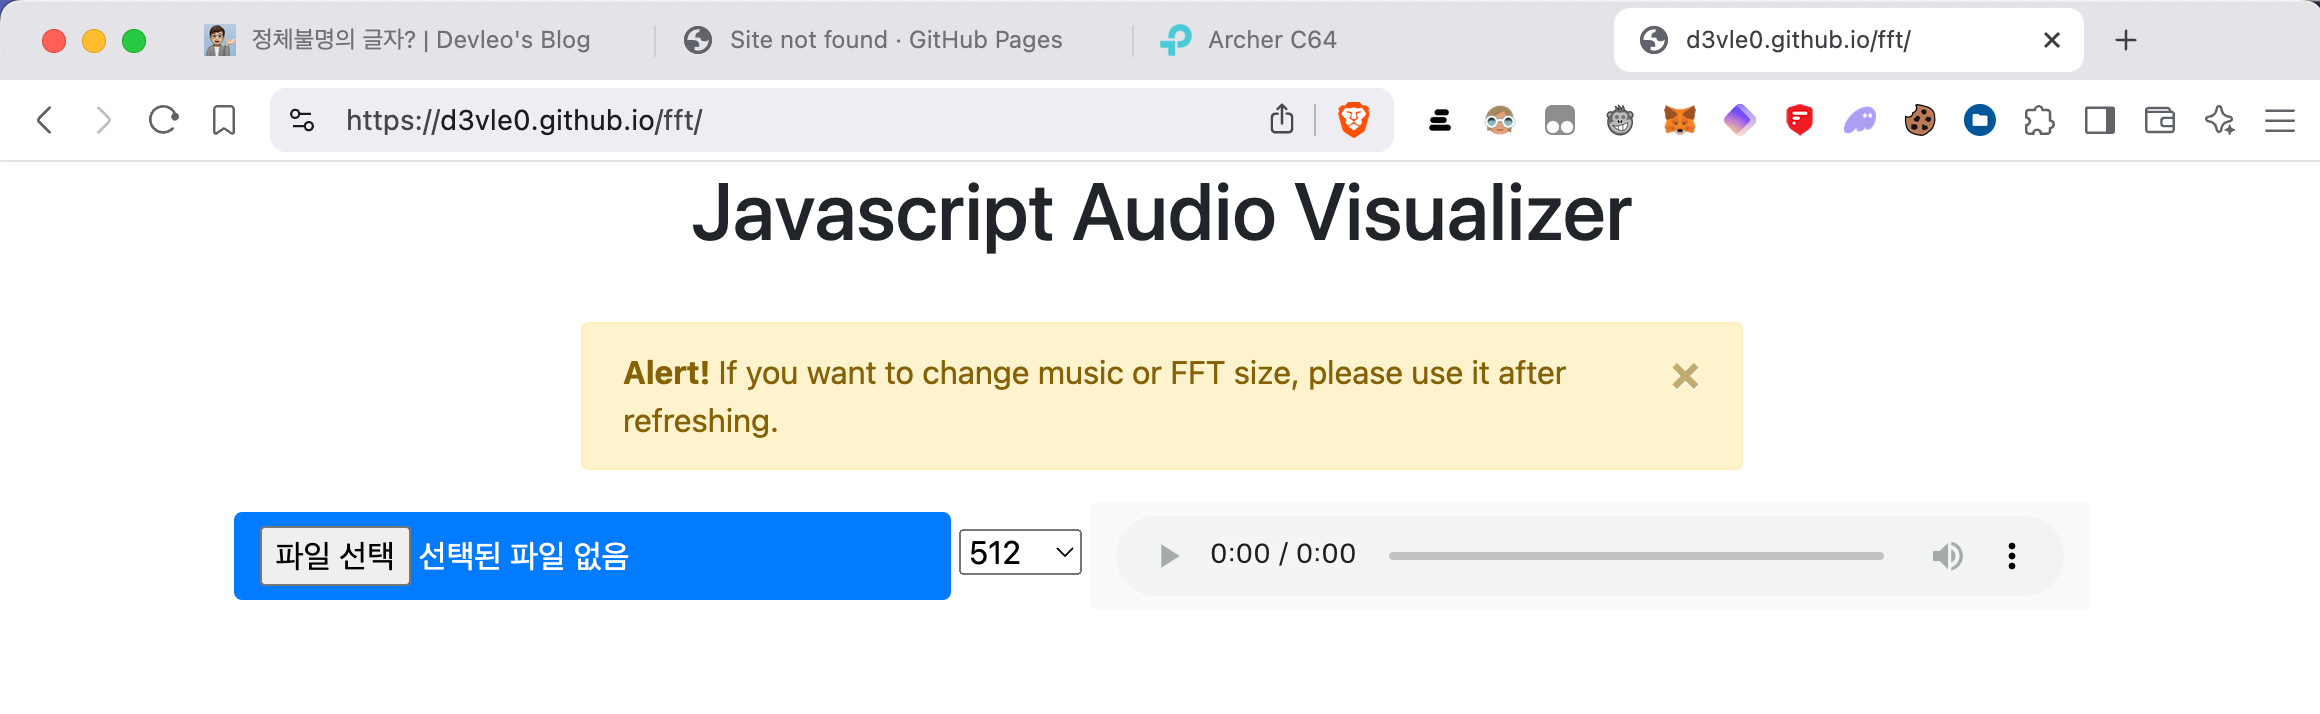 정체불명의 글자? | Devleo's Blog
Site not found · GitHub Pages
Archer C64
d3vle0.github.io/fft/
https://d3vle0.github.io/fft/
Javascript Audio Visualizer
Alert! If you want to change music or FFT size, please use it after
refreshing.
파일 선택 선택된 파일 없음
512
0:00 / 0:00